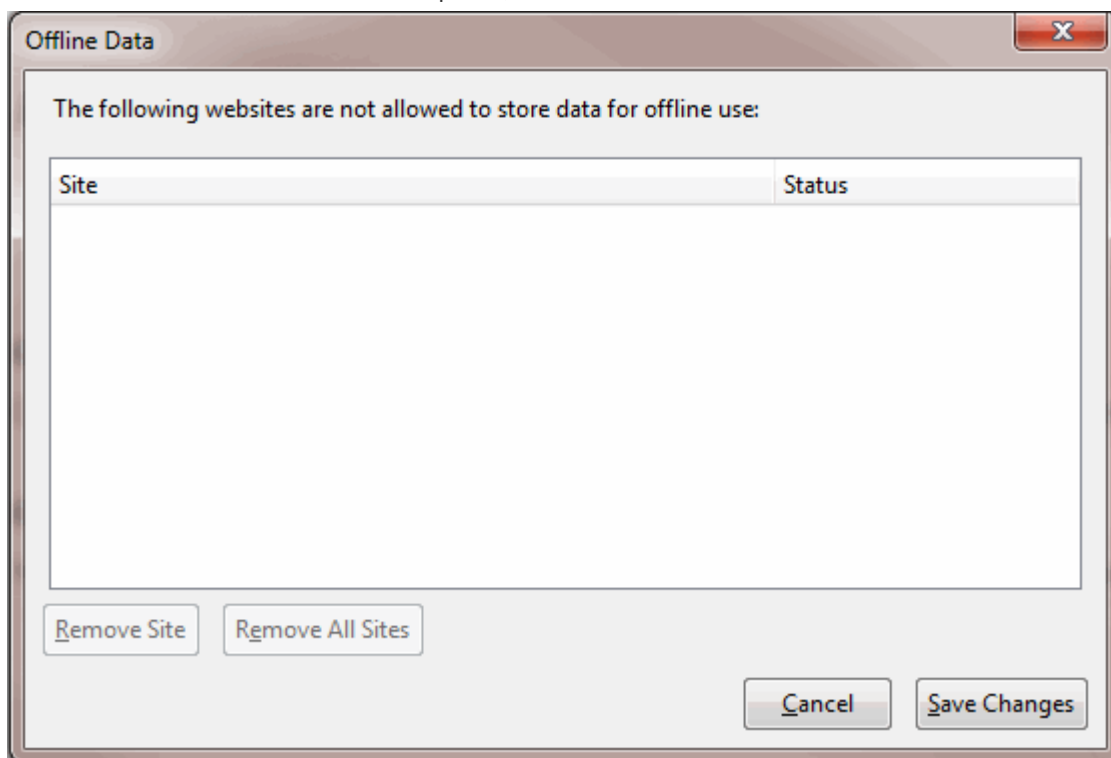 Offline Data
The following websites are not allowed to store data for offline use:
Site Status
Remove Site Remove All Sites
Cancel Save Changes